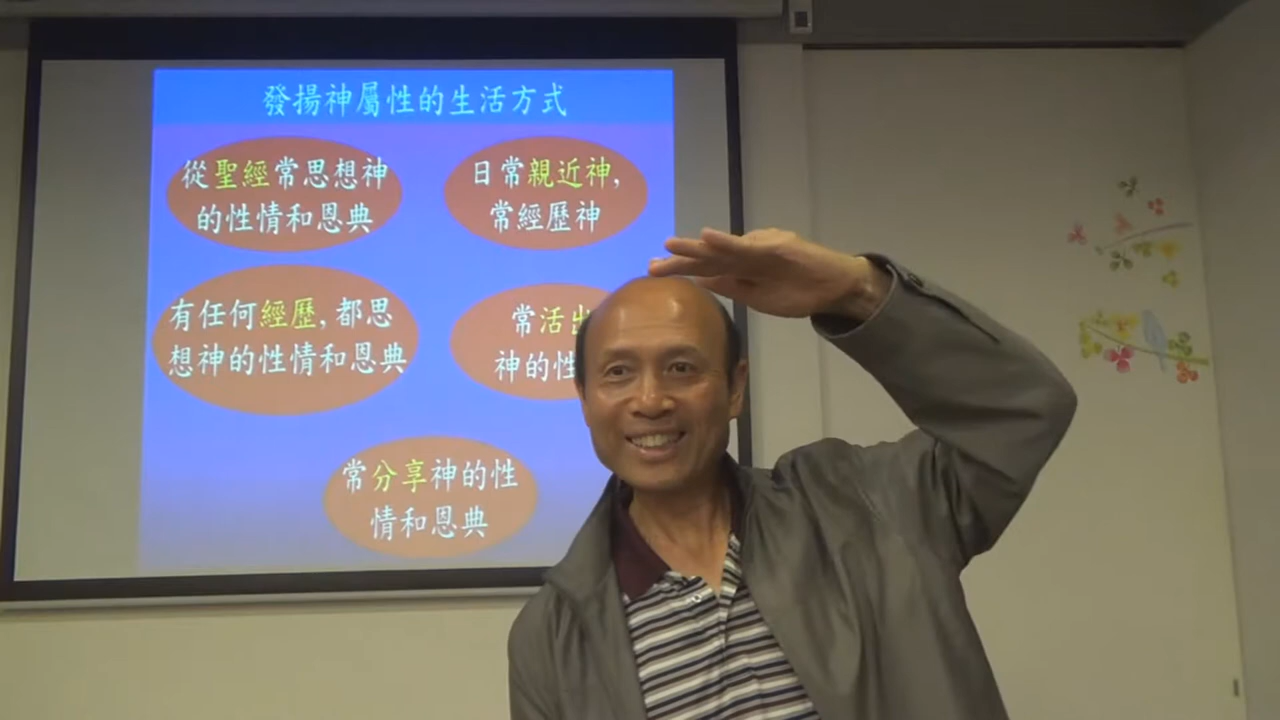 發揚神屬性的生活方式
從聖經常思想神
的性情和恩典
日常親近神,
常經歷神
有任何經歷, 都思
想神的性情和恩典
常活出
神的性
常分享神的性
情和恩典